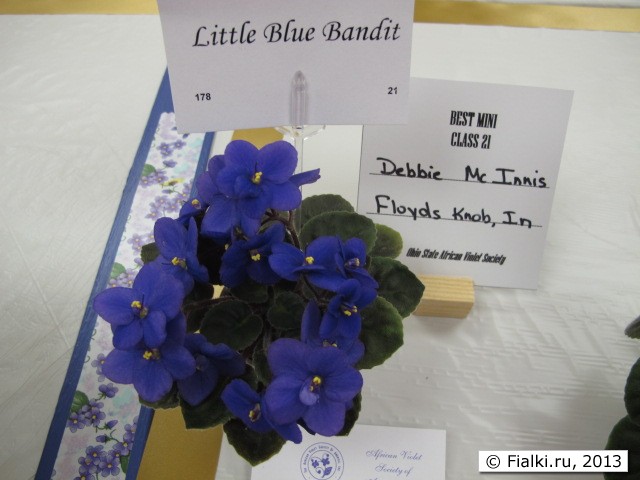 Little Blue Bandit
178 21
BEST MINI
CLASS 21
Debbie McInnis
Floyds Knob, In
Ohio State African Violet Society
African Violet
Society of
© Fialki.ru, 2013